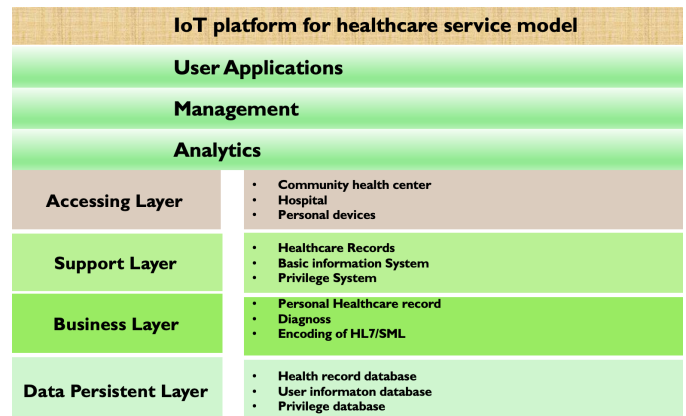 IoT platform for healthcare service model
User Applications
Management
Analytics
Accessing Layer
• Community health center
• Hospital
• Personal devices
Support Layer
• Healthcare Records
• Basic information System
• Privilege System
Business Layer
• Personal Healthcare record
• Diagnoss
• Encoding of HL7/SML
Data Persistent Layer
• Health record database
• User informaton database
• Privilege database